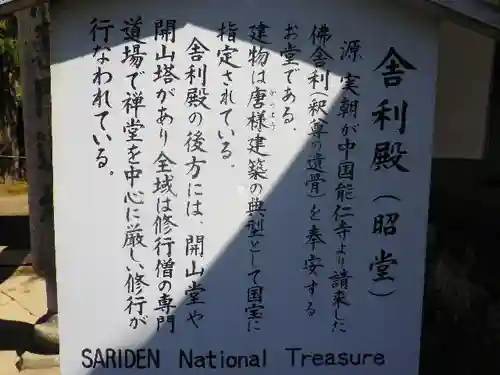 舎利殿（昭堂）
源実朝が中国能仁寺より請来した
佛舎利（釈尊の遺骨）を奉安する
お堂である。
建物は唐様建築の典型として国宝に
からよう
指定されている。
舎利殿の後方には、開山堂や
開山塔があり全域は修行僧の専門
道場で禅堂を中心に厳しい修行が
行なわれている。
SARIDEN National Treasure